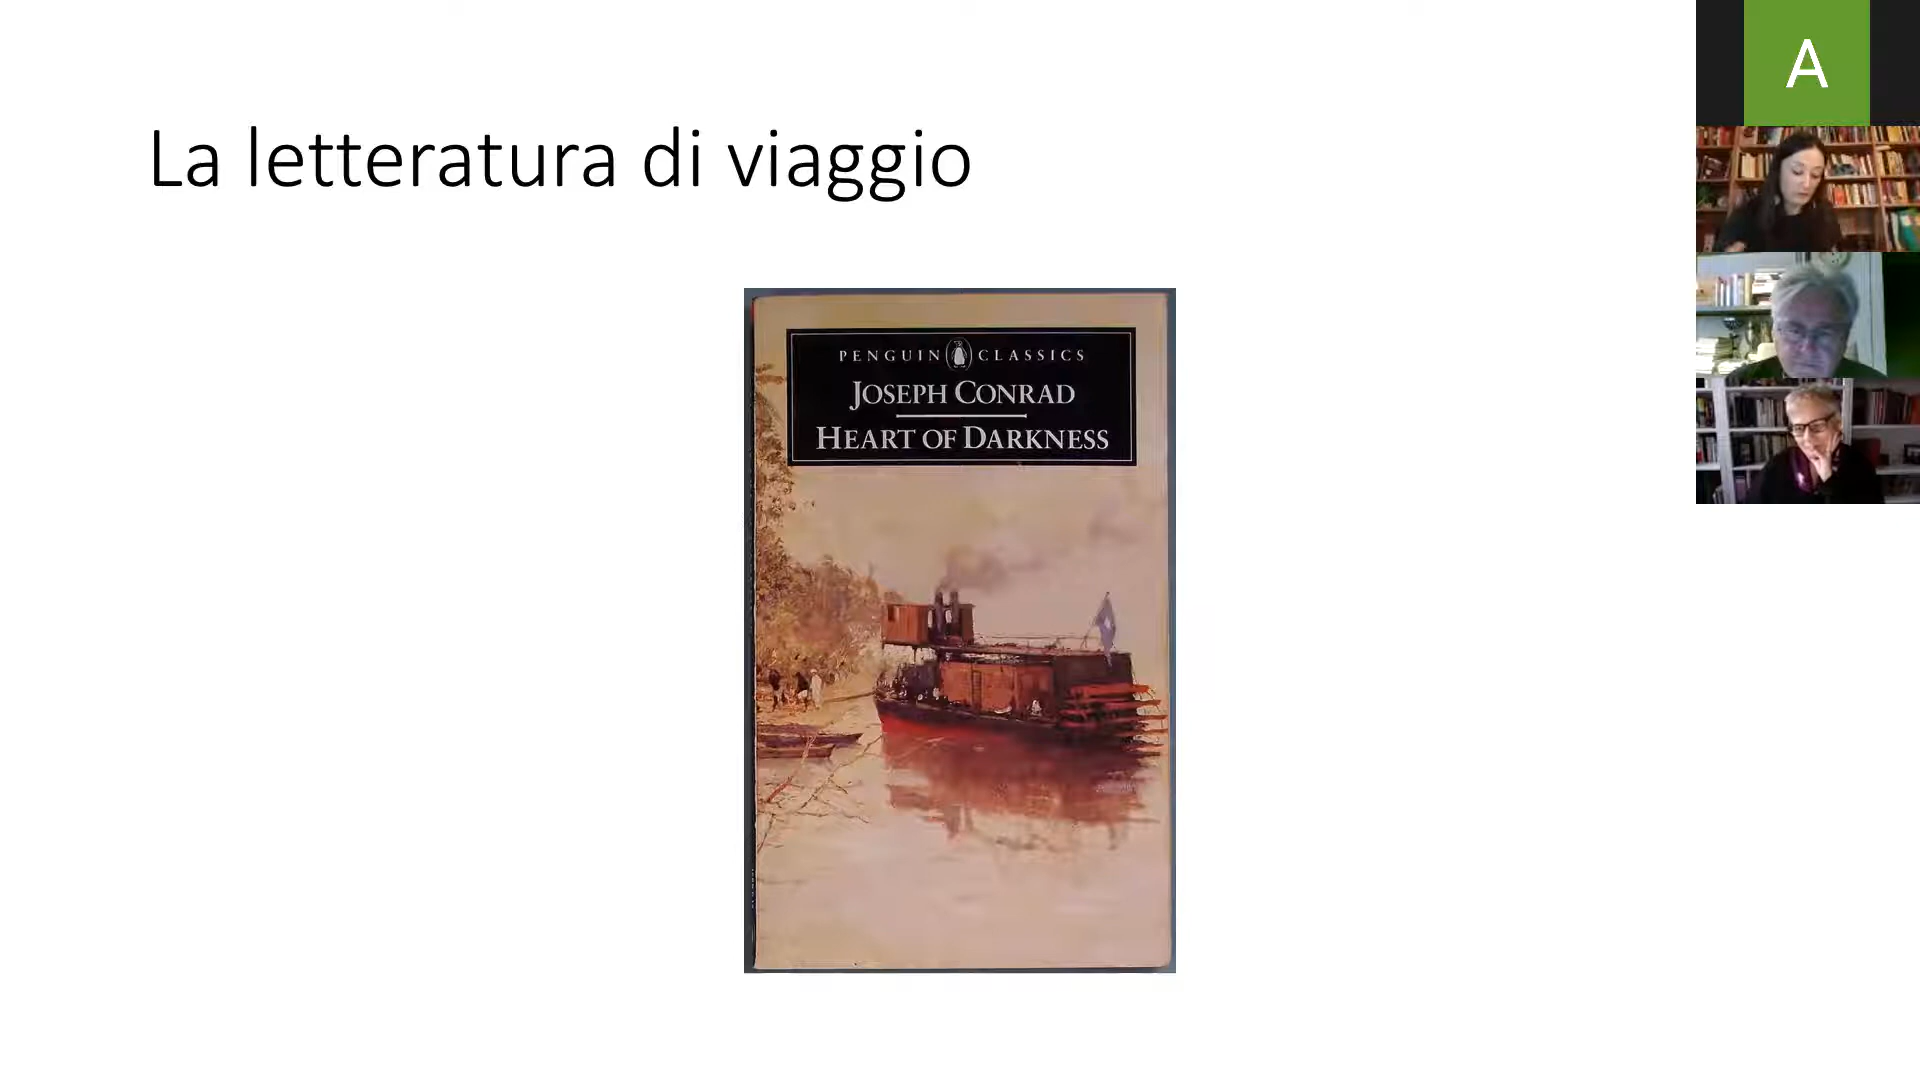 La letteratura di viaggio
A
PENGUIN CLASSICS
JOSEPH CONRAD
HEART OF DARKNESS